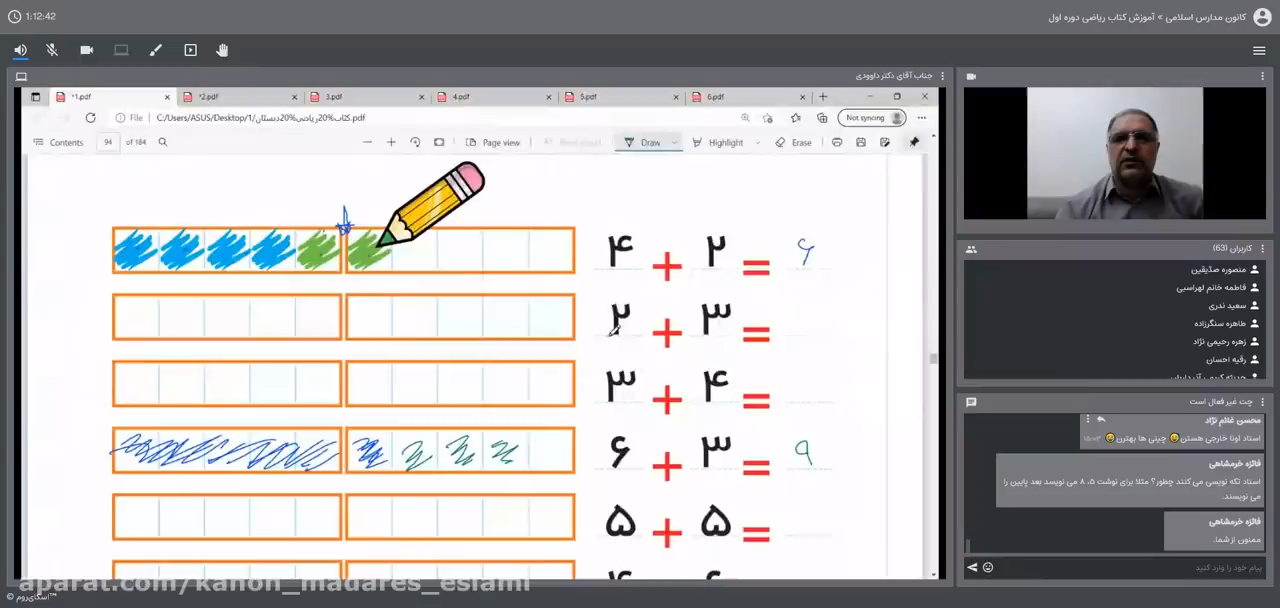 1:12:42
کانون مدارس اسلامی » آموزش کتاب ریاضی دوره اول
جناب آقای دکتر داوودی
*1.pdf
*2.pdf
3.pdf
4.pdf
5.pdf
6.pdf
File
C:/Users/ASUS/Desktop/1/کتاب%20ریاضی%20دبستان.pdf
Not syncing
Contents
94 of 184
Page view
Draw
Highlight
Erase
۴ + ۲ = ۶
۲ + ۳ =
۳ + ۴ =
۶ + ۳ = ۹
۵ + ۵ =
کاربران (63)
منصوره صدّیقین
فاطمه خانم لهراسبی
سعید ندری
طاهره سنگرزاده
زهره رحیمی نژاد
رقیه احسان
چت غیر فعال است
محسن غلام نژاد
استاد اونا خارجی هستن😀 چینی ها بهترن😀
فائزه خرمشاهی
استاد تکه نویسی می کنند چطور؟ مثلا برای نوشت ۵، ۸ می نویسد بعد پایین را
می نویسند.
فائزه خرمشاهی
ممنون از شما.
پیام خود را وارد کنید
aparat.com/kanon_madares_eslami
© اسکای‌روم™